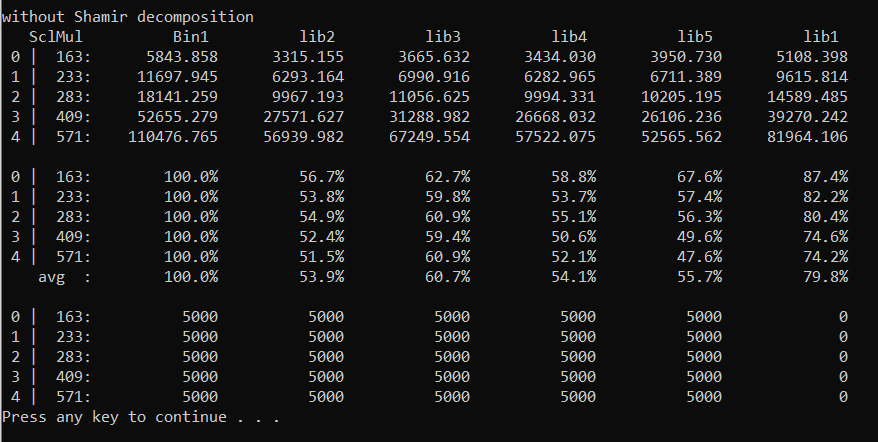 without Shamir decomposition
SclMul Bin1 lib2 lib3 lib4 lib5 lib1
0 | 163: 5843.858 3315.155 3665.632 3434.030 3950.730 5108.398
1 | 233: 11697.945 6293.164 6990.916 6282.965 6711.389 9615.814
2 | 283: 18141.259 9967.193 11056.625 9994.331 10205.195 14589.485
3 | 409: 52655.279 27571.627 31288.982 26668.032 26106.236 39270.242
4 | 571: 110476.765 56939.982 67249.554 57522.075 52565.562 81964.106
0 | 163: 100.0% 56.7% 62.7% 58.8% 67.6% 87.4%
1 | 233: 100.0% 53.8% 59.8% 53.7% 57.4% 82.2%
2 | 283: 100.0% 54.9% 60.9% 55.1% 56.3% 80.4%
3 | 409: 100.0% 52.4% 59.4% 50.6% 49.6% 74.6%
4 | 571: 100.0% 51.5% 60.9% 52.1% 47.6% 74.2%
avg : 100.0% 53.9% 60.7% 54.1% 55.7% 79.8%
0 | 163: 5000 5000 5000 5000 5000 0
1 | 233: 5000 5000 5000 5000 5000 0
2 | 283: 5000 5000 5000 5000 5000 0
3 | 409: 5000 5000 5000 5000 5000 0
4 | 571: 5000 5000 5000 5000 5000 0
Press any key to continue . . .